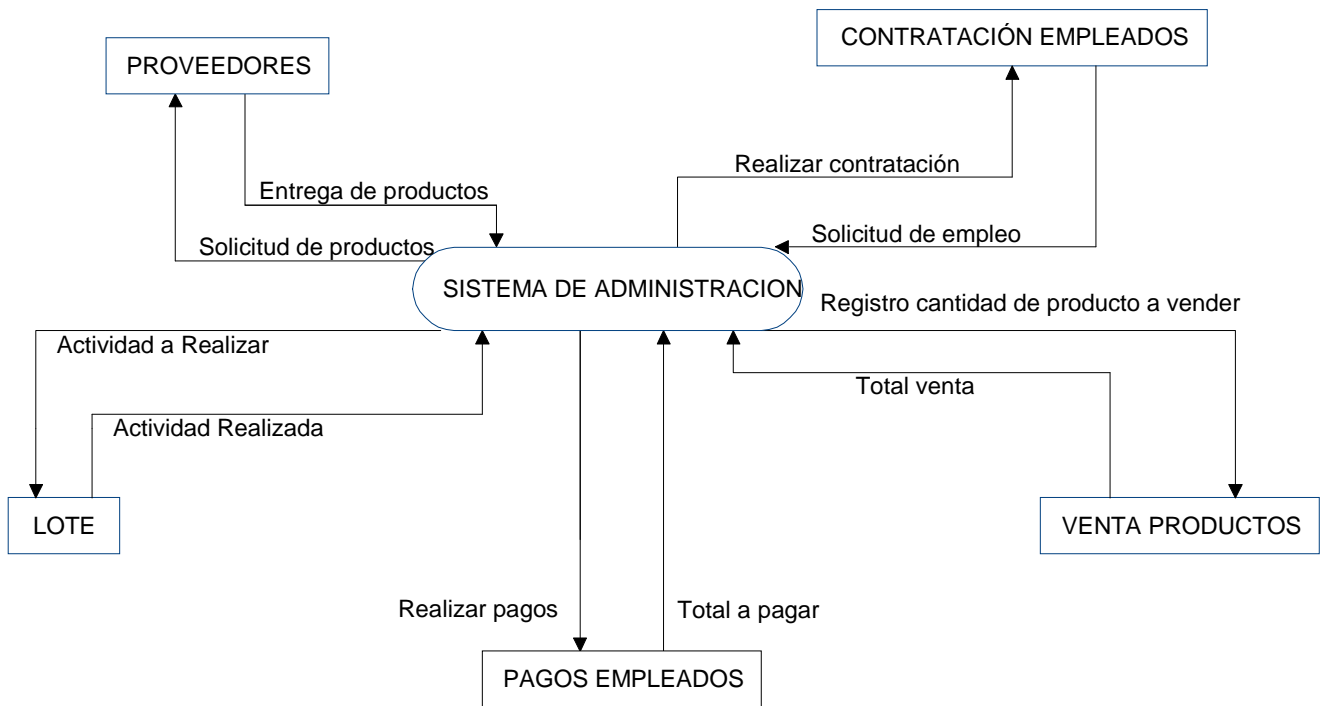 CONTRATACIÓN EMPLEADOS
PROVEEDORES
Realizar contratación
Entrega de productos
Solicitud de empleo
Solicitud de productos
SISTEMA DE ADMINISTRACION
Registro cantidad de producto a vender
Actividad a Realizar
Total venta
Actividad Realizada
LOTE
VENTA PRODUCTOS
Realizar pagos
Total a pagar
PAGOS EMPLEADOS